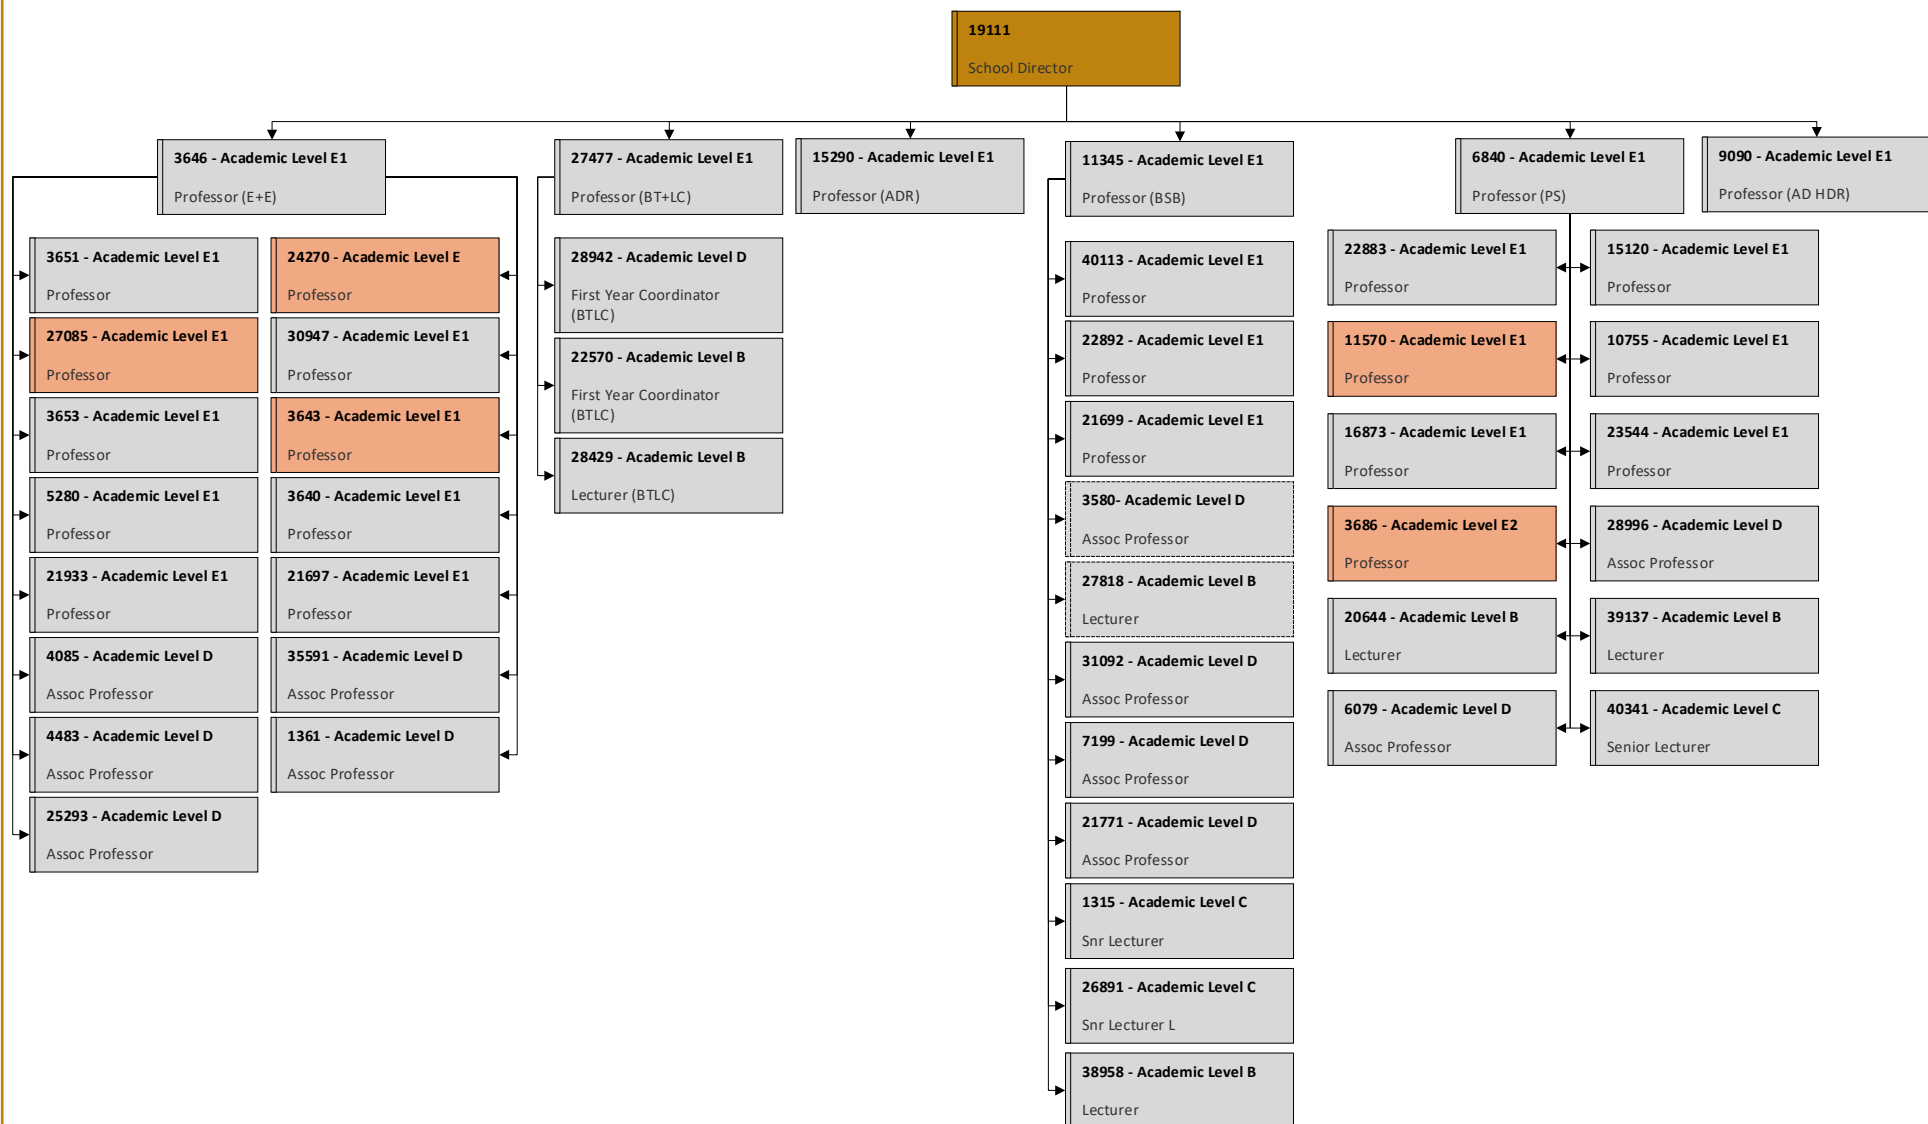 19111
School Director
3646 - Academic Level E1
Professor (E+E)
27477 - Academic Level E1
Professor (BT+LC)
15290 - Academic Level E1
Professor (ADR)
11345 - Academic Level E1
Professor (BSB)
6840 - Academic Level E1
Professor (PS)
9090 - Academic Level E1
Professor (AD HDR)
3651 - Academic Level E1
Professor
27085 - Academic Level E1
Professor
3653 - Academic Level E1
Professor
5280 - Academic Level E1
Professor
21933 - Academic Level E1
Professor
4085 - Academic Level D
Assoc Professor
4483 - Academic Level D
Assoc Professor
25293 - Academic Level D
Assoc Professor
24270 - Academic Level E
Professor
30947 - Academic Level E1
Professor
3643 - Academic Level E1
Professor
3640 - Academic Level E1
Professor
21697 - Academic Level E1
Professor
35591 - Academic Level D
Assoc Professor
1361 - Academic Level D
Assoc Professor
28942 - Academic Level D
First Year Coordinator
(BTLC)
22570 - Academic Level B
First Year Coordinator
(BTLC)
28429 - Academic Level B
Lecturer (BTLC)
40113 - Academic Level E1
Professor
22892 - Academic Level E1
Professor
21699 - Academic Level E1
Professor
3580- Academic Level D
Assoc Professor
27818 - Academic Level B
Lecturer
31092 - Academic Level D
Assoc Professor
7199 - Academic Level D
Assoc Professor
21771 - Academic Level D
Assoc Professor
1315 - Academic Level C
Snr Lecturer
26891 - Academic Level C
Snr Lecturer L
38958 - Academic Level B
Lecturer
22883 - Academic Level E1
Professor
11570 - Academic Level E1
Professor
16873 - Academic Level E1
Professor
3686 - Academic Level E2
Professor
20644 - Academic Level B
Lecturer
6079 - Academic Level D
Assoc Professor
15120 - Academic Level E1
Professor
10755 - Academic Level E1
Professor
23544 - Academic Level E1
Professor
28996 - Academic Level D
Assoc Professor
39137 - Academic Level B
Lecturer
40341 - Academic Level C
Senior Lecturer